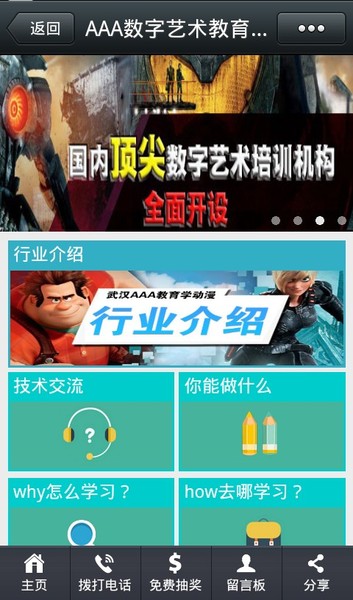 返回
AAA数字艺术教育...
国内顶尖数字艺术培训机构
全面开设
行业介绍
武汉AAA教育学动漫
行业介绍
技术交流
你能做什么
?
why怎么学习？
how去哪学习？
主页
拨打电话
$
免费抽奖
留言板
分享